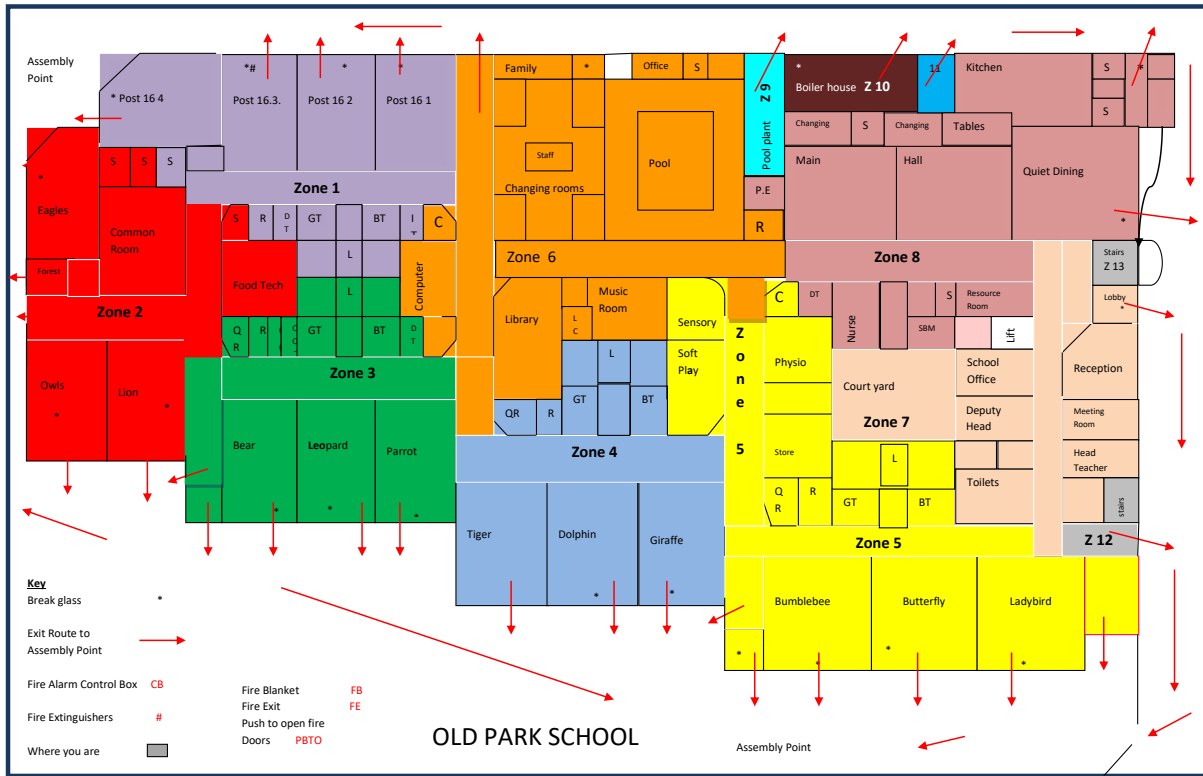 Assembly
Point
*#
*
*
* Post 16 4
Post 16.3.
Post 16 2
Post 16 1
Family
*
Office
S
Z 9
Pool plant
*
Boiler house Z 10
11
Kitchen
S
*
S
Changing
S
Changing
Tables
Staff
Changing rooms
Pool
Main
Hall
Quiet Dining
*
P.E
R
S
S
S
*
Eagles
Common
Room
Forest
Zone 1
S
R
D
T
GT
BT
I
T
C
L
Zone 6
Zone 8
Stairs
Z 13
Food Tech
L
Computer
Library
L
C
Music
Room
Sensory
C
DT
Nurse
S
SBM
Resource
Room
Lift
Lobby
*
Zone 2
Q
R
R
GT
BT
D
T
Zone 3
L
Soft
Play
Zone 5
Physio
Court yard
School
Office
Reception
Owls
*
Lion
*
QR
R
GT
BT
Zone 7
Deputy
Head
Meeting
Room
Bear
*
Leopard
*
Parrot
*
Zone 4
Store
L
Head
Teacher
Q
R
R
GT
BT
Toilets
stairs
Tiger
Dolphin
*
Giraffe
*
Zone 5
Z 12
Bumblebee
*
*
Butterfly
*
Ladybird
*
Key
Break glass *
Exit Route to
Assembly Point
Fire Alarm Control Box CB
Fire Extinguishers #
Where you are
Fire Blanket FB
Fire Exit FE
Push to open fire
Doors PBTO
OLD PARK SCHOOL
Assembly Point